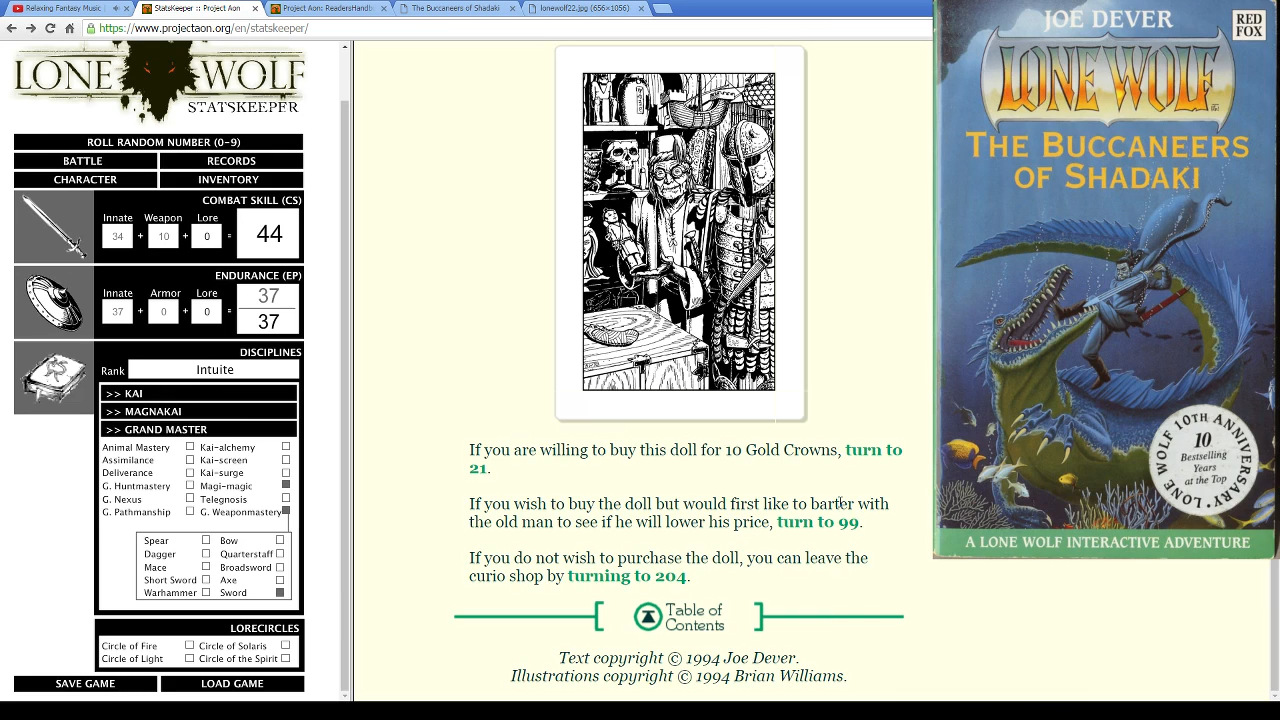 Relaxing Fantasy Music
StatsKeeper :: Project Aon
Project Aon: ReadersHandb
The Buccaneers of Shadaki
lonewolf22.jpg (656×1056)
https://www.projectaon.org/en/statskeeper/
LONE WOLF
STATSKEEPER
ROLL RANDOM NUMBER (0-9)
BATTLE RECORDS
CHARACTER INVENTORY
COMBAT SKILL (CS)
Innate Weapon Lore
34 + 10 + 0 = 44
ENDURANCE (EP)
Innate Armor Lore 37
37 + 0 + 0 = 37
DISCIPLINES
Rank Intuite
>> KAI
>> MAGNAKAI
>> GRAND MASTER
Animal Mastery Kai-alchemy
Assimilance Kai-screen
Deliverance Kai-surge
G. Huntmastery Magi-magic
G. Nexus Telegnosis
G. Pathmanship G. Weaponmastery
Spear Bow
Dagger Quarterstaff
Mace Broadsword
Short Sword Axe
Warhammer Sword
LORECIRCLES
Circle of Fire Circle of Solaris
Circle of Light Circle of the Spirit
SAVE GAME LOAD GAME
If you are willing to buy this doll for 10 Gold Crowns, turn to
21.
If you wish to buy the doll but would first like to barter with
the old man to see if he will lower his price, turn to 99.
If you do not wish to purchase the doll, you can leave the
curio shop by turning to 204.
Table of
Contents
Text copyright © 1994 Joe Dever.
Illustrations copyright © 1994 Brian Williams.
JOE DEVER
RED
FOX
LONE WOLF
THE BUCCANEERS
OF SHADAKI
LONE WOLF 10TH ANNIVERSARY
10
Bestselling
Years
at the Top
A LONE WOLF INTERACTIVE ADVENTURE